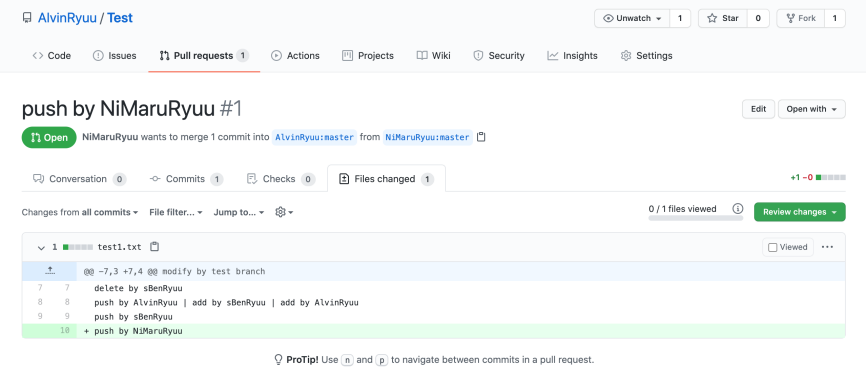 AlvinRyuu / Test
Unwatch 1 Star 0 Fork 1
Code Issues Pull requests 1 Actions Projects Wiki Security Insights Settings
push by NiMaruRyuu #1
Edit Open with
Open NiMaruRyuu wants to merge 1 commit into AlvinRyuu:master from NiMaruRyuu:master
Conversation 0 Commits 1 Checks 0 Files changed 1 +1 −0
Changes from all commits File filter... Jump to... 0 / 1 files viewed Review changes
1 test1.txt Viewed ...
@@ -7,3 +7,4 @@ modify by test branch
7 7 delete by sBenRyuu
8 8 push by AlvinRyuu | add by sBenRyuu | add by AlvinRyuu
9 9 push by sBenRyuu
10 + push by NiMaruRyuu
ProTip! Use n and p to navigate between commits in a pull request.